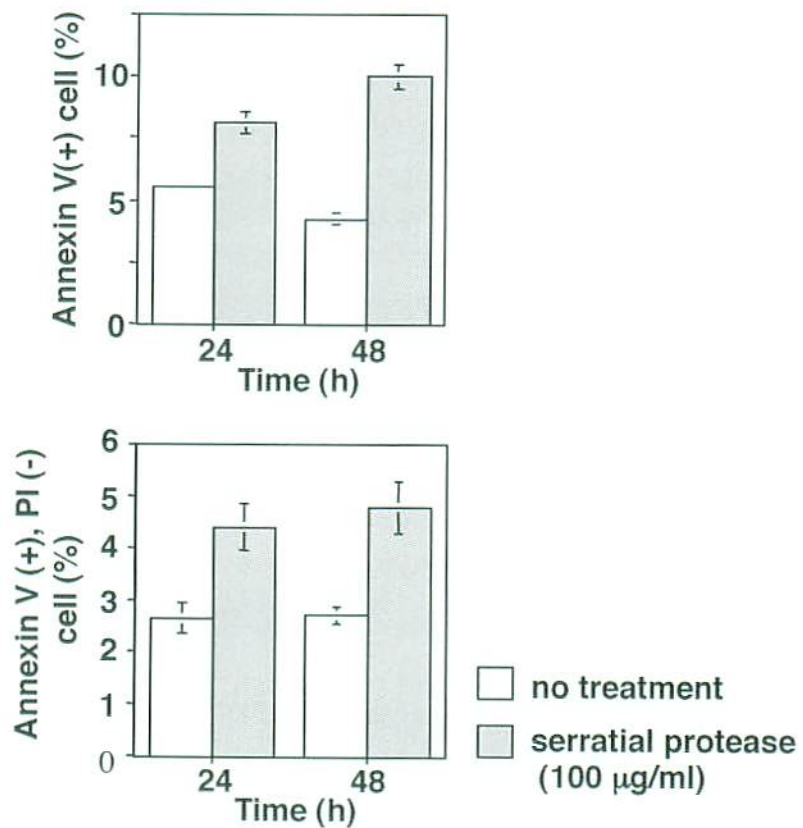 Annexin V(+) cell (%)
10
5
0
24
48
Time (h)
Annexin V (+), PI (-)
cell (%)
6
5
4
3
2
1
0
24
48
Time (h)
no treatment
serratial protease
(100 μg/ml)